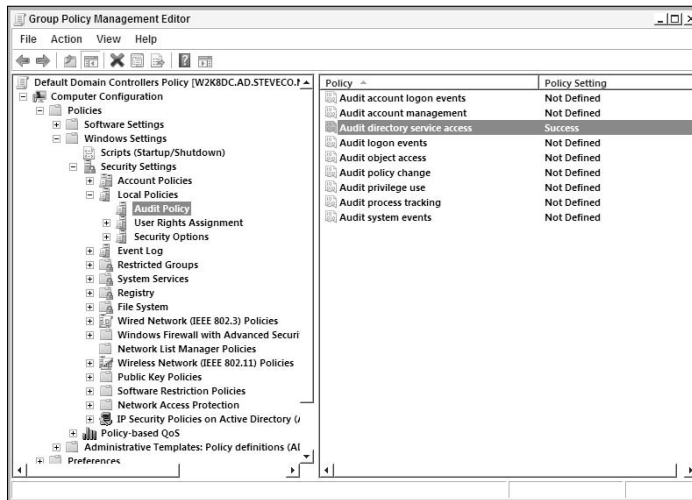 Group Policy Management Editor
File Action View Help
Default Domain Controllers Policy [W2K8DC.AD.STEVECO.
Computer Configuration
Policies
Software Settings
Windows Settings
Scripts (Startup/Shutdown)
Security Settings
Account Policies
Local Policies
Audit Policy
User Rights Assignment
Security Options
Event Log
Restricted Groups
System Services
Registry
File System
Wired Network (IEEE 802.3) Policies
Windows Firewall with Advanced Securi
Network List Manager Policies
Wireless Network (IEEE 802.11) Policies
Public Key Policies
Software Restriction Policies
Network Access Protection
IP Security Policies on Active Directory (
Policy-based QoS
Administrative Templates: Policy definitions (
Preferences
Policy Policy Setting
Audit account logon events Not Defined
Audit account management Not Defined
Audit directory service access Success
Audit logon events Not Defined
Audit object access Not Defined
Audit policy change Not Defined
Audit privilege use Not Defined
Audit process tracking Not Defined
Audit system events Not Defined